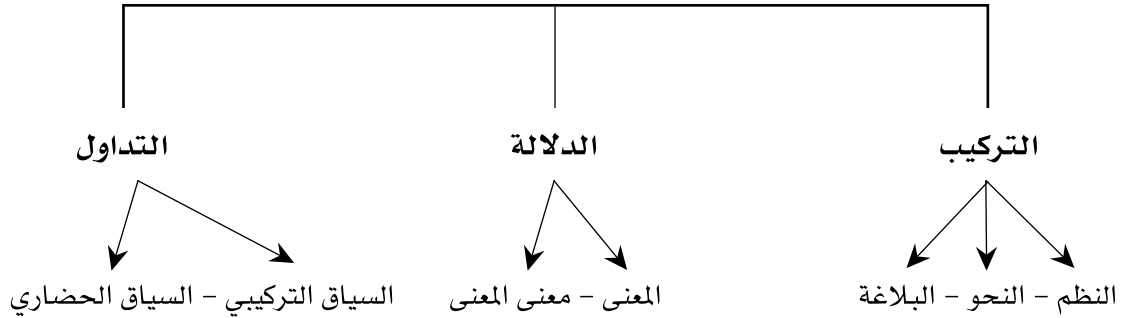 التركيب الدلالة التداول
النظم – النحو – البلاغة المعنى – معنى المعنى السياق التركيبي – السياق الحضاري